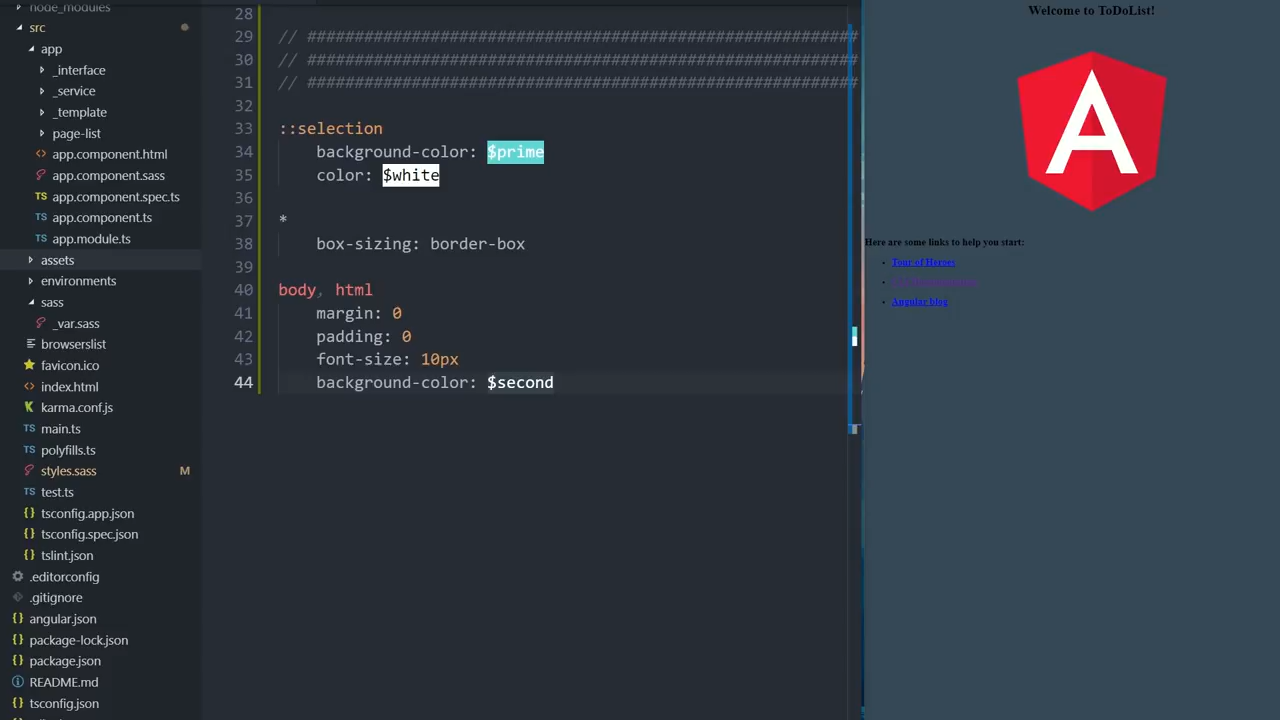 node_modules
src
app
_interface
_service
_template
page-list
app.component.html
app.component.sass
TS app.component.spec.ts
TS app.component.ts
TS app.module.ts
assets
environments
sass
_var.sass
browserslist
favicon.ico
index.html
karma.conf.js
TS main.ts
TS polyfills.ts
styles.sass M
TS test.ts
{} tsconfig.app.json
{} tsconfig.spec.json
{} tslint.json
.editorconfig
.gitignore
{} angular.json
{} package-lock.json
{} package.json
README.md
{} tsconfig.json
28
29 // ##########################################################
30 // ##########################################################
31 // ##########################################################
32
33 ::selection
34 background-color: $prime
35 color: $white
36
37 *
38 box-sizing: border-box
39
40 body, html
41 margin: 0
42 padding: 0
43 font-size: 10px
44 background-color: $second
Welcome to ToDoList!
A
Here are some links to help you start:
Tour of Heroes
Angular blog